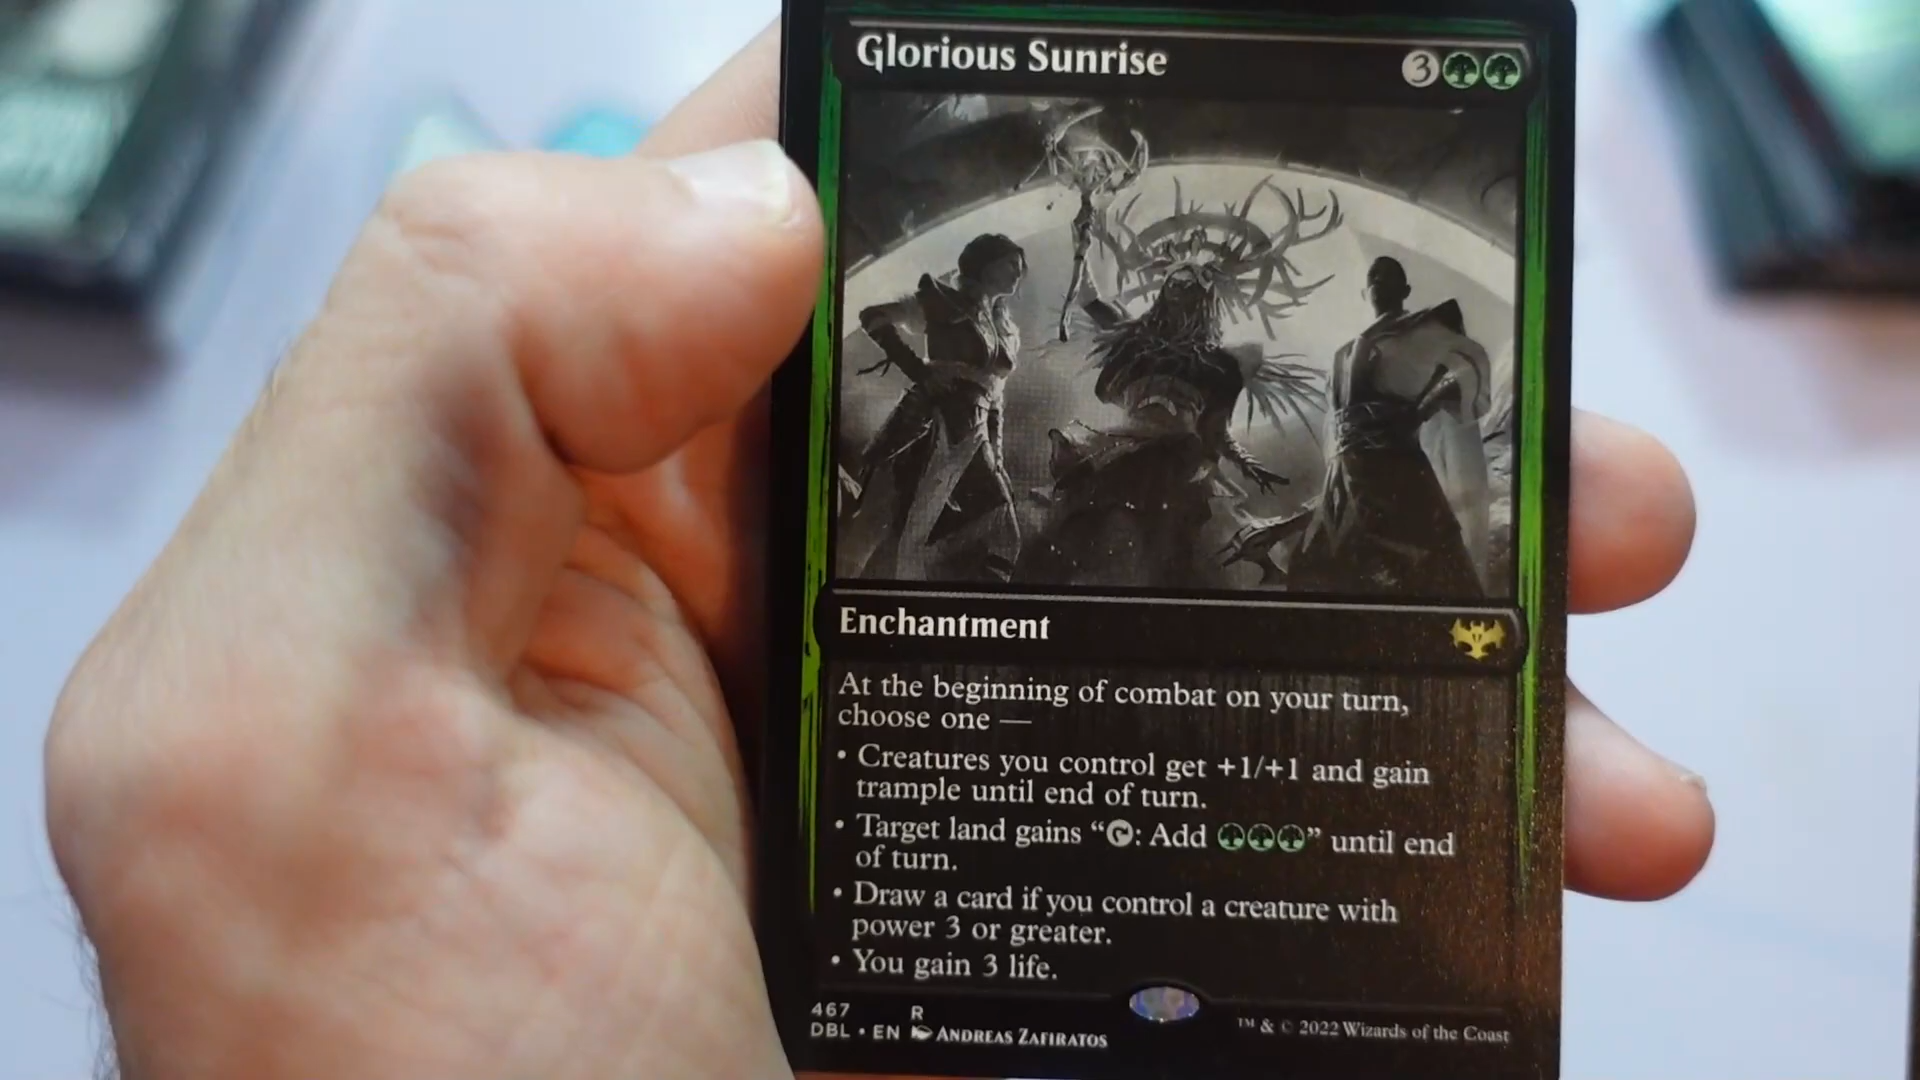 Glorious Sunrise 3
Enchantment
At the beginning of combat on your turn,
choose one —
• Creatures you control get +1/+1 and gain
trample until end of turn.
• Target land gains “: Add ” until end
of turn.
• Draw a card if you control a creature with
power 3 or greater.
• You gain 3 life.
467 R
DBL • EN ANDREAS ZAFIRATOS
™ & © 2022 Wizards of the Coast